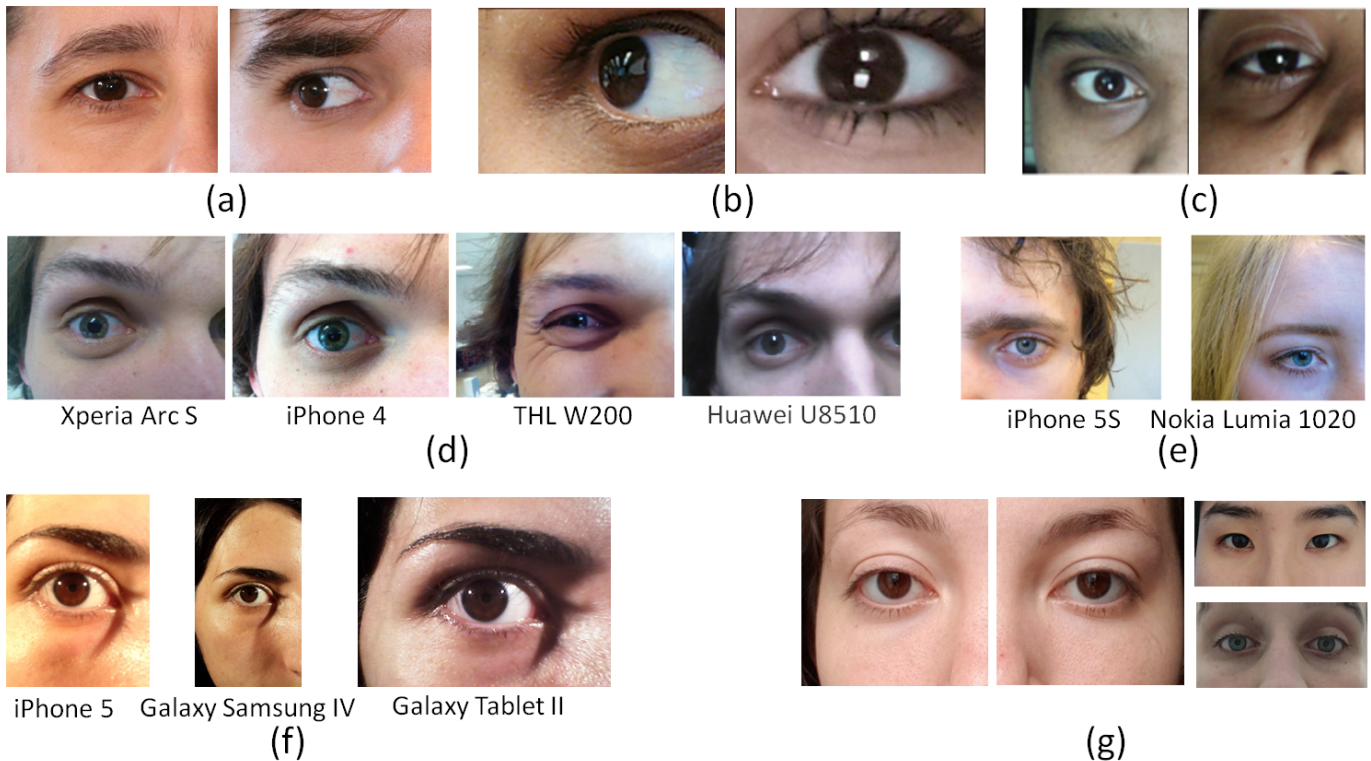 (a)
(b)
(c)
Xperia Arc S
iPhone 4
THL W200
Huawei U8510
iPhone 5S
Nokia Lumia 1020
(d)
(e)
iPhone 5
Galaxy Samsung IV
Galaxy Tablet II
(f)
(g)